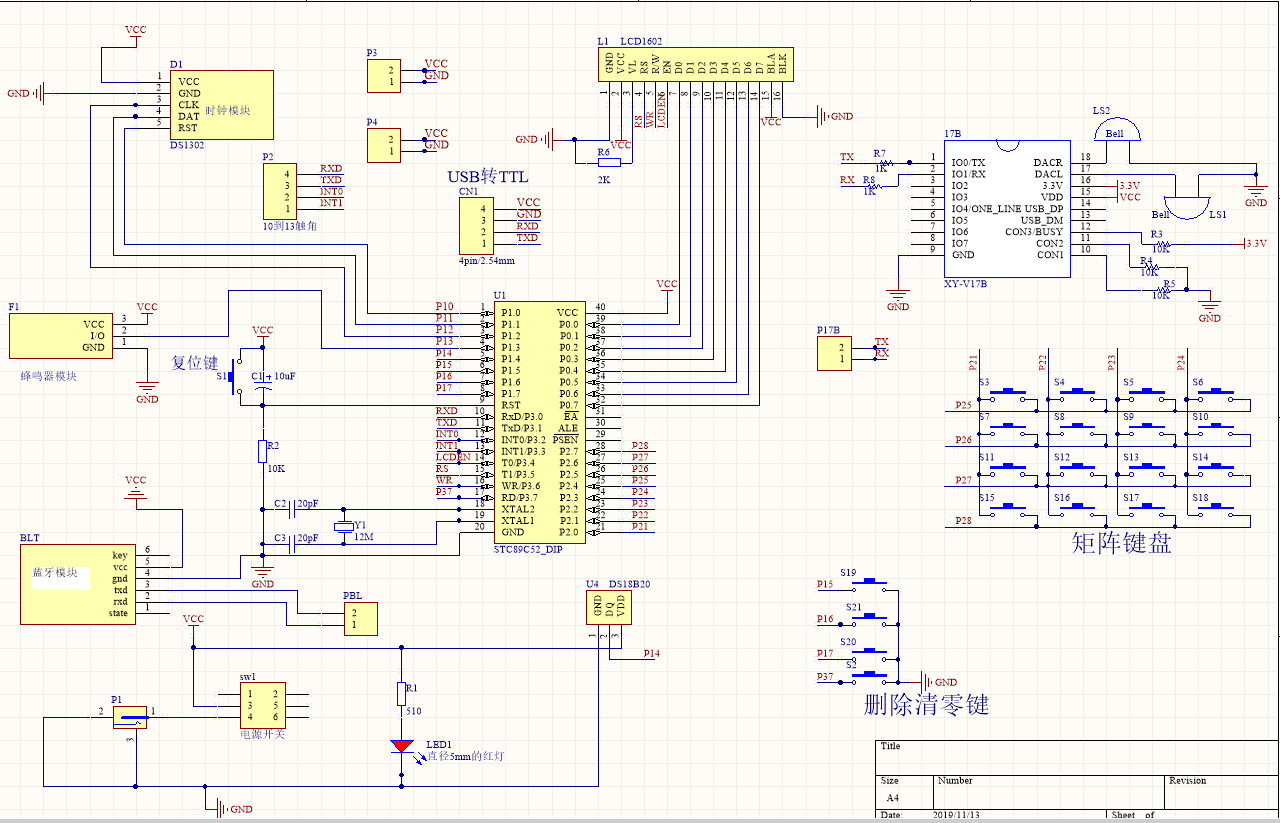 VCC
D1
1
2
3
4
5
VCC
GND
CLK
DAT
RST
时钟模块
DS1302
GND
P3
2
1
VCC
GND
P4
2
1
VCC
GND
P2
4
3
2
1
RXD
TXD
INT0
INT1
10到13触角
USB转TTL
CN1
4
3
2
1
VCC
GND
RXD
TXD
4pin/2.54mm
L1 LCD1602
GND
VCC
VL
RS
R/W
EN
D0
D1
D2
D3
D4
D5
D6
D7
BLA
BLK
1
2
3
4
5
6
7
8
9
10
11
12
13
14
15
16
RS
WR
LCDEN
VCC
GND
GND
VCC
R6
2K
LS2
Bell
17B
TX
R7
1K
RX
R8
1K
1
2
3
4
5
6
7
8
9
IO0/TX
IO1/RX
IO2
IO3
IO4/ONE_LINE
IO5
IO6
IO7
GND
DACR
DACL
3.3V
VDD
USB_DP
USB_DM
CON3/BUSY
CON2
CON1
18
17
16
15
14
13
12
11
10
3.3V
VCC
Bell
LS1
GND
R3
10K
3.3V
R4
10K
R5
10K
GND
GND
XY-V17B
F1
VCC
I/O
GND
3
2
1
VCC
GND
蜂鸣器模块
复位键
S1
VCC
C1
+
10uF
R2
10K
C2
20pF
C3
20pF
Y1
12M
GND
U1
VCC
P10
P11
P12
P13
P14
P15
P16
P17
RXD
TXD
INT0
INT1
LCDEN
RS
WR
P37
1
2
3
4
5
6
7
8
9
10
11
12
13
14
15
16
17
18
19
20
P1.0
P1.1
P1.2
P1.3
P1.4
P1.5
P1.6
P1.7
RST
RxD/P3.0
TxD/P3.1
INT0/P3.2
INT1/P3.3
T0/P3.4
T1/P3.5
WR/P3.6
RD/P3.7
XTAL2
XTAL1
GND
VCC
P0.0
P0.1
P0.2
P0.3
P0.4
P0.5
P0.6
P0.7
EA
ALE
PSEN
P2.7
P2.6
P2.5
P2.4
P2.3
P2.2
P2.1
P2.0
40
39
38
37
36
35
34
33
32
31
30
29
28
27
26
25
24
23
22
21
P28
P27
P26
P25
P24
P23
P22
P21
STC89C52_DIP
P17B
2
1
TX
RX
P21
P22
P23
P24
S3
S4
S5
S6
P25
S7
S8
S9
S10
P26
S11
S12
S13
S14
P27
S15
S16
S17
S18
P28
矩阵键盘
VCC
BLT
蓝牙模块
key
vcc
gnd
txd
rxd
state
6
5
4
3
2
1
PBL
2
1
VCC
U4 DS18B20
GND
DQ
VDD
1
2
3
P14
S19
P15
S21
P16
S20
P17
S2
P37
GND
删除清零键
P1
2
1
3
sw1
1
3
4
2
5
6
电源开关
R1
510
LED1
直径5mm的红灯
GND
Title
Size
Number
Revision
A4
Date:
2019/11/13
Sheet of